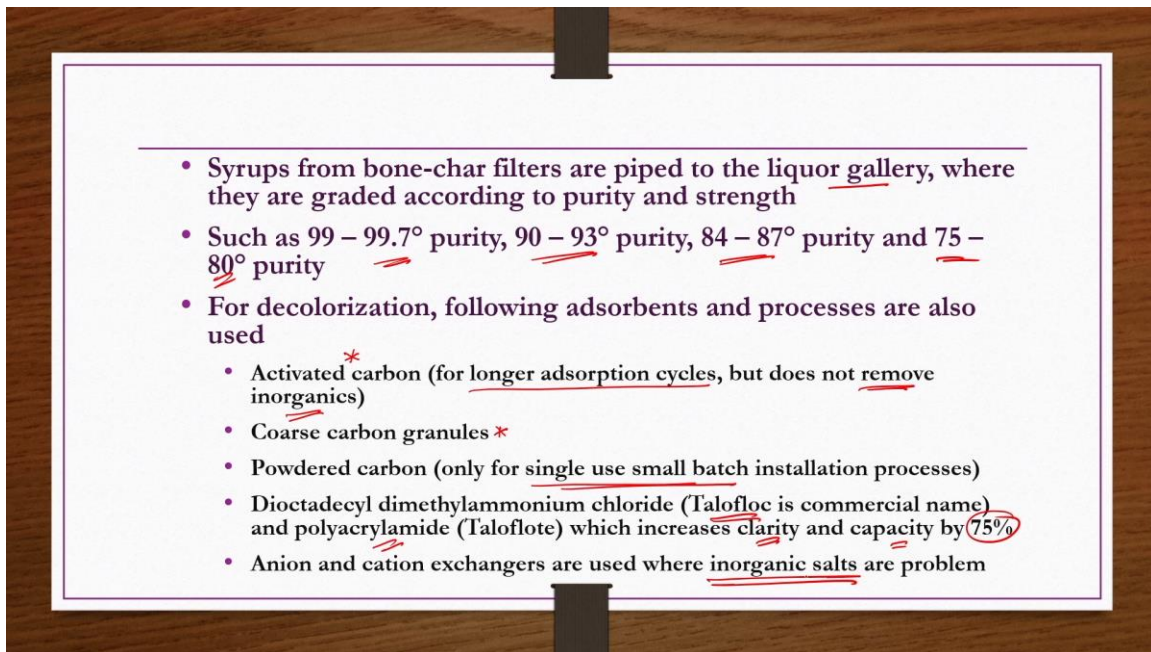 Syrups from bone-char filters are piped to the liquor gallery, where
they are graded according to purity and strength
Such as 99 – 99.7° purity, 90 – 93° purity, 84 – 87° purity and 75 –
80° purity
For decolorization, following adsorbents and processes are also
used
Activated carbon (for longer adsorption cycles, but does not remove
inorganics)
Coarse carbon granules
Powdered carbon (only for single use small batch installation processes)
Dioctadecyl dimethylammonium chloride (Talofloc is commercial name)
and polyacrylamide (Taloflote) which increases clarity and capacity by 75%
Anion and cation exchangers are used where inorganic salts are problem